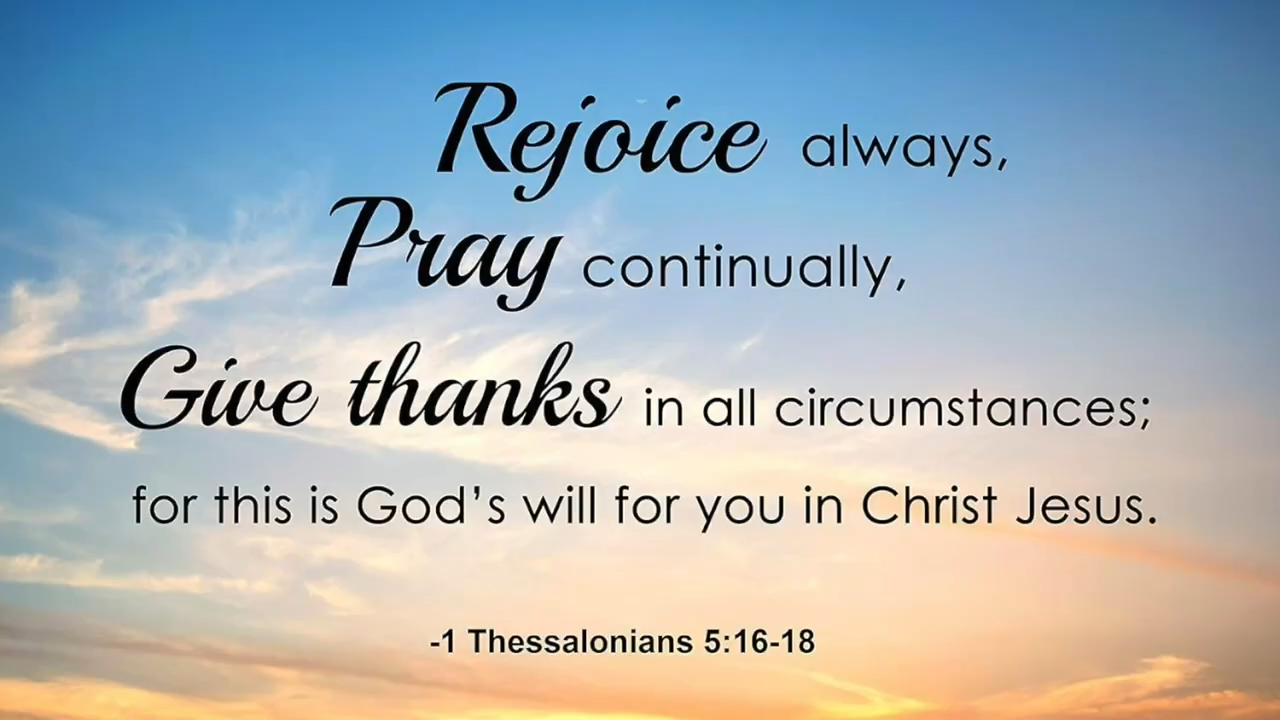 Rejoice always,
Pray continually,
Give thanks in all circumstances;
for this is God’s will for you in Christ Jesus.
-1 Thessalonians 5:16-18